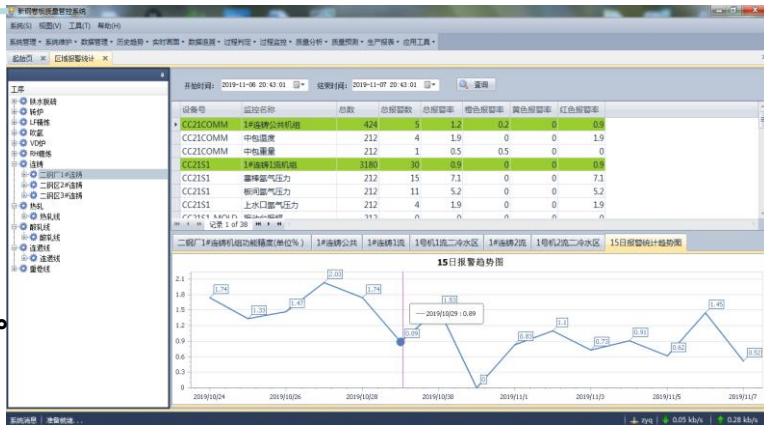 新钢卷板质量管控系统
系统(S) 视图(V) 工具(T) 帮助(H)
系统管理 系统维护 数据管理 历史趋势 实时画面 数据追溯 过程判定 过程监控 质量分析 质量预测 生产报表 应用工具
起始页 × 区域报警统计 ×
工序
铁水脱硫
转炉
LF精炼
吹氩
VD炉
RH精炼
连铸
二钢厂1#连铸
二钢区2#连铸
二钢区3#连铸
热轧
热轧线
酸轧线
酸轧线
连退线
连退线
重卷线
开始时间: 2019-11-06 20:43:01 结束时间: 2019-11-07 20:43:01 查询
设备号 监控名称 总数 总报警数 总报警率 橙色报警率 黄色报警率 红色报警率
CC21COMM 1#连铸公共机组 424 5 1.2 0.2 0 0.9
CC21COMM 中包温度 212 4 1.9 0 0 1.9
CC21COMM 中包重量 212 1 0.5 0.5 0 0
CC21S1 1#连铸1流机组 3180 30 0.9 0 0 0.9
CC21S1 塞棒氩气压力 212 15 7.1 0 0 7.1
CC21S1 板间氩气压力 212 11 5.2 0 0 5.2
CC21S1 上水口氩气压力 212 4 1.9 0 0 1.9
CC21S1 MOLD 振动台振幅 212 0 0 0 0 0
记录 1 of 38
二钢厂1#连铸机组功能精度(单位%) 1#连铸公共 1#连铸1流 1号机1流二冷水区 1#连铸2流 1号机2流二冷水区 15日报警统计趋势图
15日报警趋势图
2.1
1.8
1.5
1.2
0.9
0.6
0.3
0
1.74
1.33
1.47
2.03
1.74
0.89
2019/10/29 : 0.89
1.53
0
0.83
1.1
0.73
0.91
0.62
1.45
0.52
2019/10/24 2019/10/26 2019/10/28 2019/10/30 2019/11/1 2019/11/3 2019/11/5 2019/11/7
系统消息 准备就绪...
zyq 0.05 kb/s 0.28 kb/s